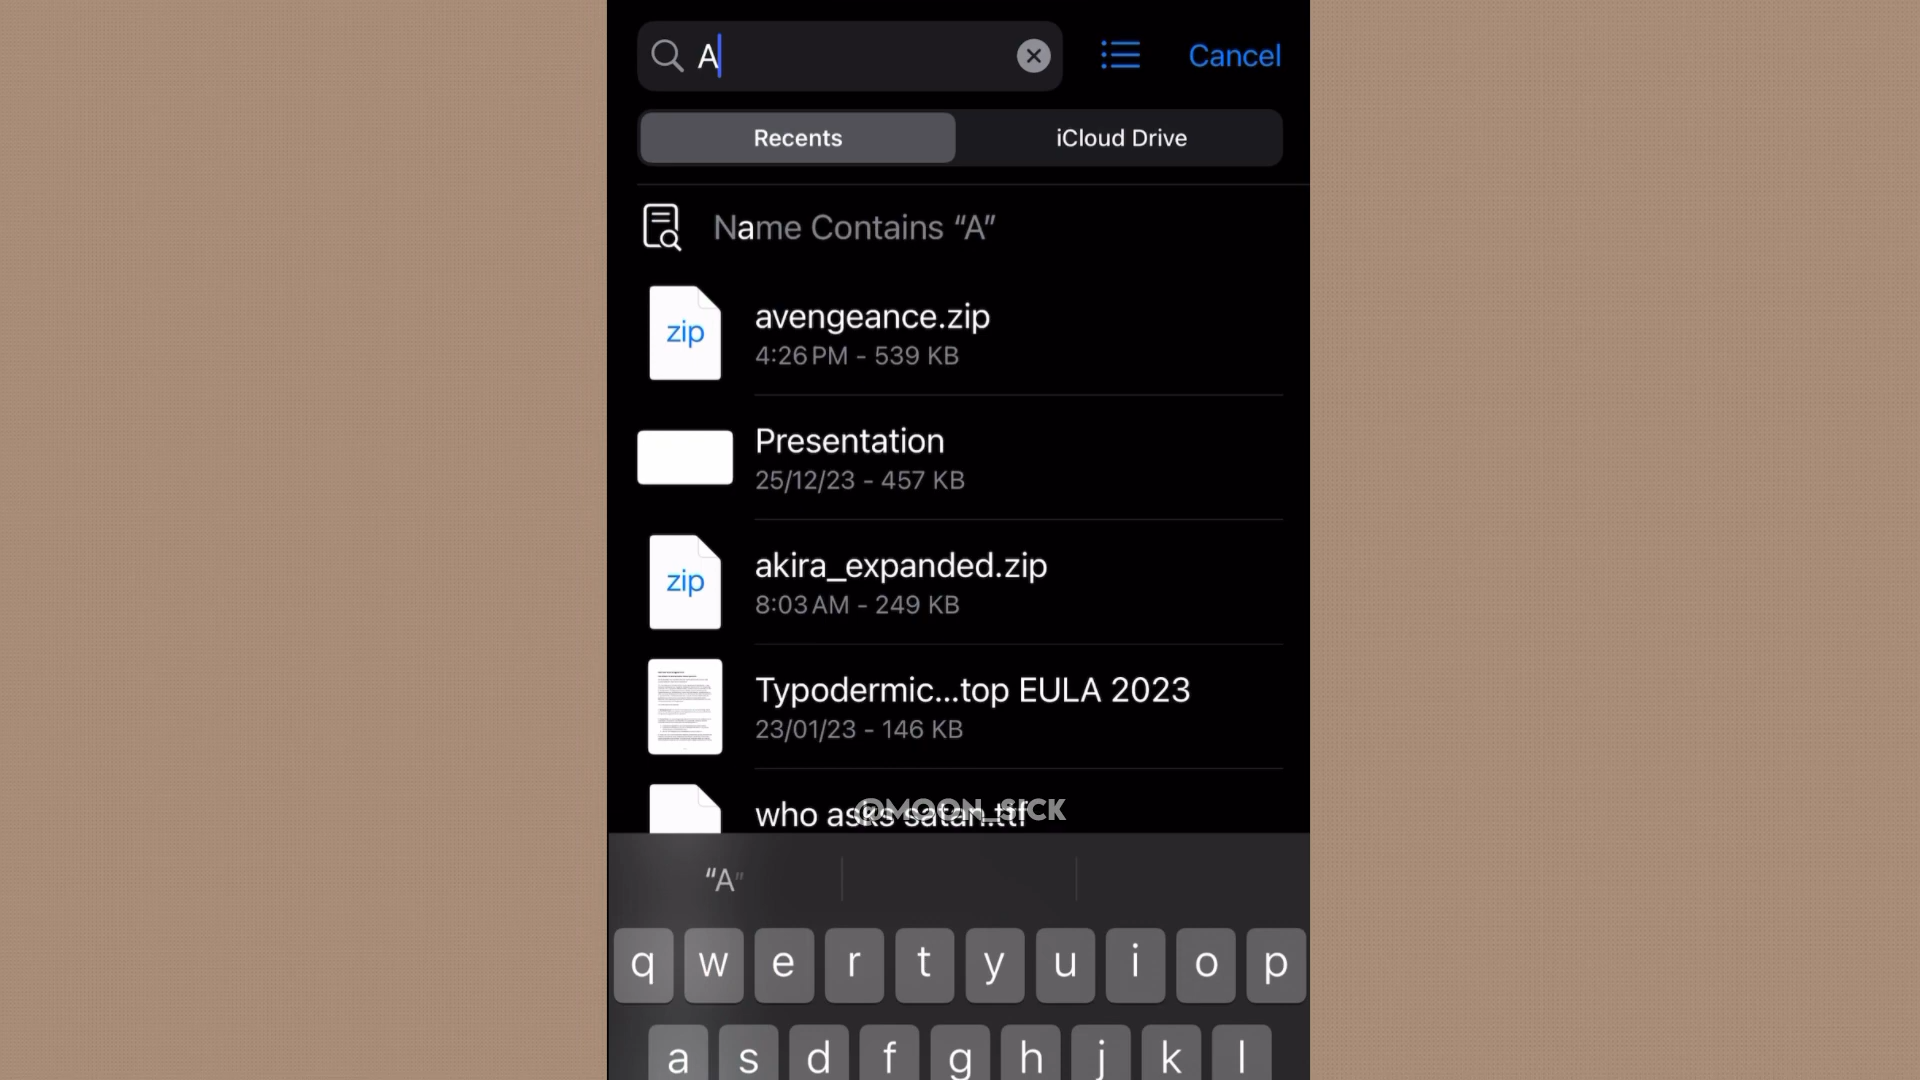 A
Cancel
Recents
iCloud Drive
Name Contains “A”
zip
avengeance.zip
4:26 PM - 539 KB
Presentation
25/12/23 - 457 KB
zip
akira_expanded.zip
8:03 AM - 249 KB
Typodermic...top EULA 2023
23/01/23 - 146 KB
who asks satan.ttf
@MOON_SICK
“A”
q w e r t y u i o p
a s d f g h j k l